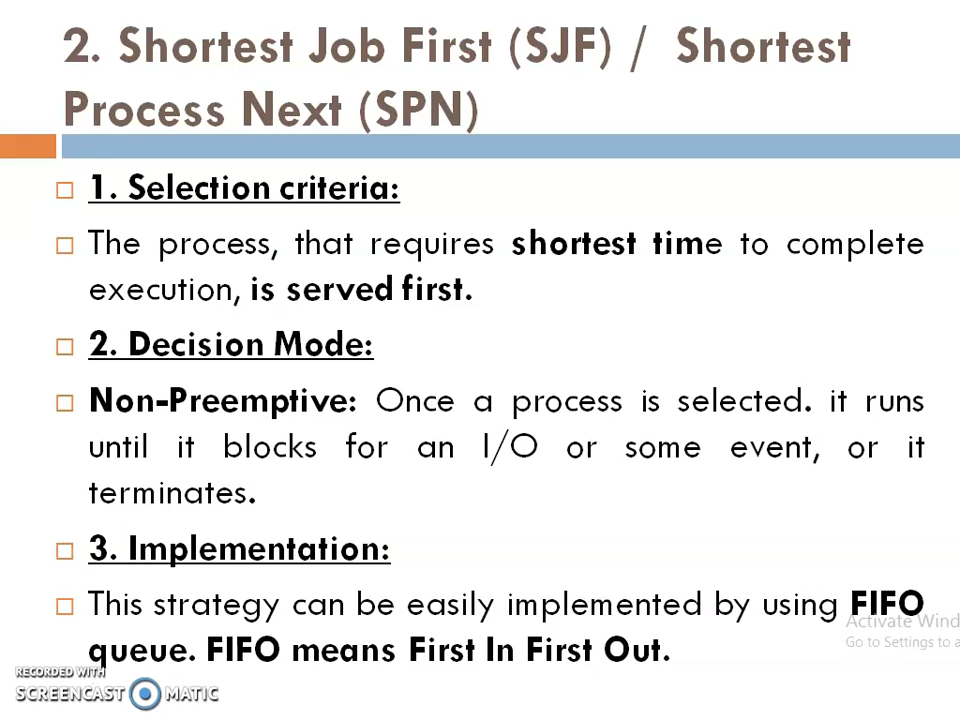 2. Shortest Job First (SJF) / Shortest
Process Next (SPN)
1. Selection criteria:
The process, that requires shortest time to complete
execution, is served first.
2. Decision Mode:
Non-Preemptive: Once a process is selected. it runs
until it blocks for an I/O or some event, or it
terminates.
3. Implementation:
This strategy can be easily implemented by using FIFO
queue. FIFO means First In First Out.
Activate Wind
Go to Settings to a
RECORDED WITH
SCREENCAST MATIC